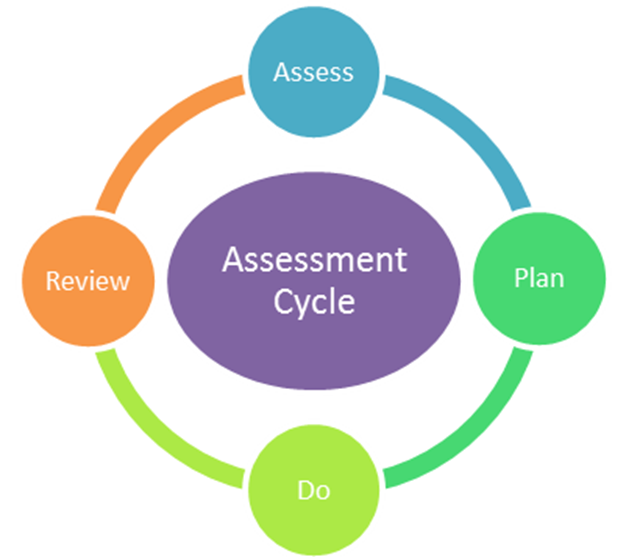 Assess
Review
Assessment
Cycle
Plan
Do